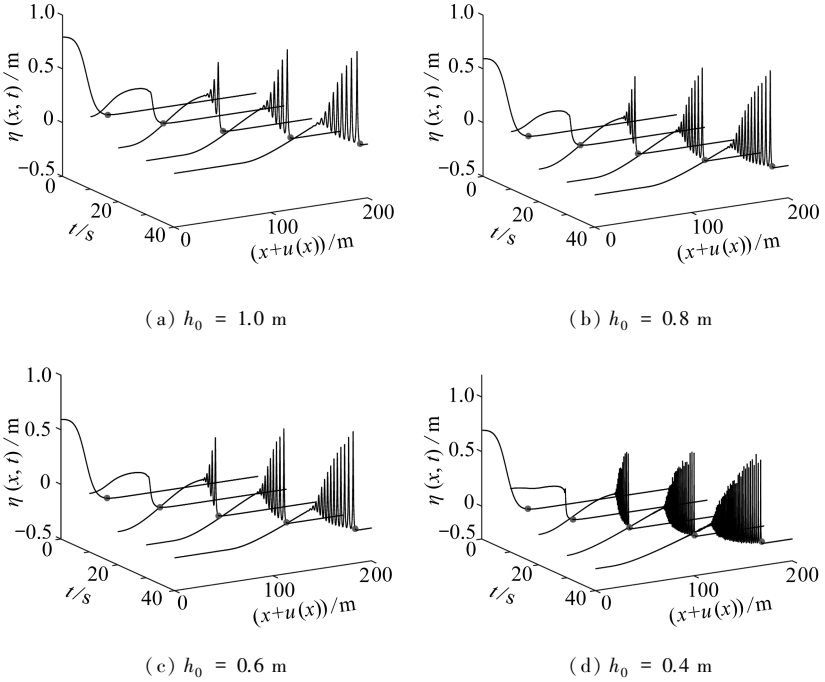 1.0
0.5
0
−0.5
η (x, t) / m
0
20
40
t/s
0
100
200
(x+u(x))/m
(a) h₀ = 1.0 m
1.0
0.5
0
−0.5
η (x, t) / m
0
20
40
t/s
0
100
200
(x+u(x))/m
(b) h₀ = 0.8 m
1.0
0.5
0
−0.5
η (x, t) / m
0
20
40
t/s
0
100
200
(x+u(x))/m
(c) h₀ = 0.6 m
1.0
0.5
0
−0.5
η (x, t) / m
0
20
40
t/s
0
100
200
(x+u(x))/m
(d) h₀ = 0.4 m